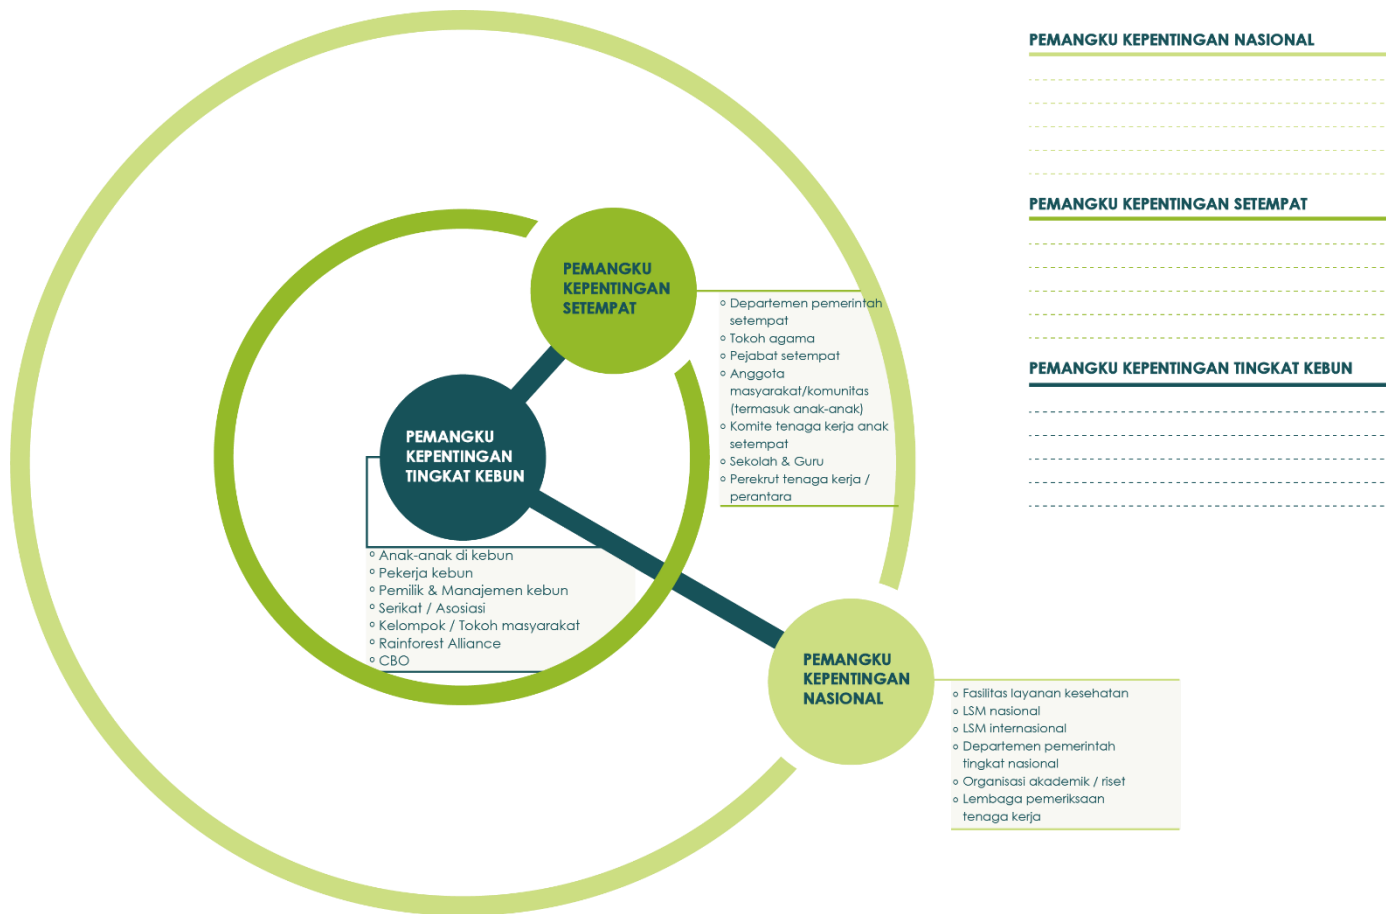 PEMANGKU KEPENTINGAN NASIONAL
PEMANGKU KEPENTINGAN SETEMPAT
PEMANGKU KEPENTINGAN TINGKAT KEBUN
PEMANGKU
KEPENTINGAN
SETEMPAT
◦ Departemen pemerintah
setempat
◦ Tokoh agama
◦ Pejabat setempat
◦ Anggota
masyarakat/komunitas
(termasuk anak-anak)
◦ Komite tenaga kerja anak
setempat
◦ Sekolah & Guru
◦ Perekrut tenaga kerja /
perantara
PEMANGKU
KEPENTINGAN
TINGKAT KEBUN
◦ Anak-anak di kebun
◦ Pekerja kebun
◦ Pemilik & Manajemen kebun
◦ Serikat / Asosiasi
◦ Kelompok / Tokoh masyarakat
◦ Rainforest Alliance
◦ CBO
PEMANGKU
KEPENTINGAN
NASIONAL
◦ Fasilitas layanan kesehatan
◦ LSM nasional
◦ LSM internasional
◦ Departemen pemerintah
tingkat nasional
◦ Organisasi akademik / riset
◦ Lembaga pemeriksaan
tenaga kerja